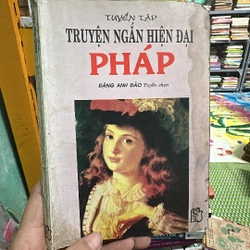 TUYỂN TẬP
TRUYỆN NGẮN HIỆN ĐẠI
PHÁP
ĐẶNG ANH ĐÀO Tuyển chọn